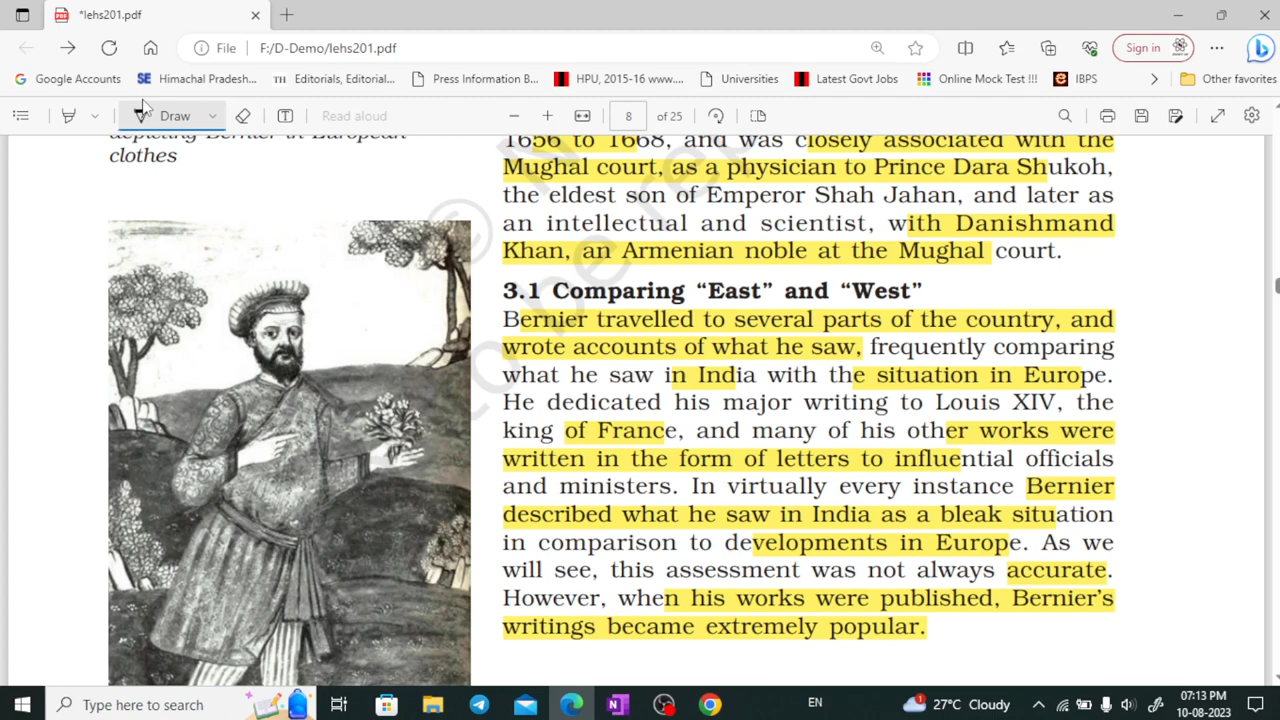 *lehs201.pdf
File
F:/D-Demo/lehs201.pdf
Sign in
Google Accounts
SE Himachal Pradesh...
TH Editorials, Editorial...
Press Information B...
HPU, 2015-16 www....
Universities
Latest Govt Jobs
Online Mock Test !!!
IBPS
Other favorites
Draw
Read aloud
8 of 25
depicting Bernier in European
clothes
1656 to 1668, and was closely associated with the
Mughal court, as a physician to Prince Dara Shukoh,
the eldest son of Emperor Shah Jahan, and later as
an intellectual and scientist, with Danishmand
Khan, an Armenian noble at the Mughal court.
3.1 Comparing “East” and “West”
Bernier travelled to several parts of the country, and
wrote accounts of what he saw, frequently comparing
what he saw in India with the situation in Europe.
He dedicated his major writing to Louis XIV, the
king of France, and many of his other works were
written in the form of letters to influential officials
and ministers. In virtually every instance Bernier
described what he saw in India as a bleak situation
in comparison to developments in Europe. As we
will see, this assessment was not always accurate.
However, when his works were published, Bernier’s
writings became extremely popular.
Type here to search
EN
1
27°C Cloudy
07:13 PM
10-08-2023